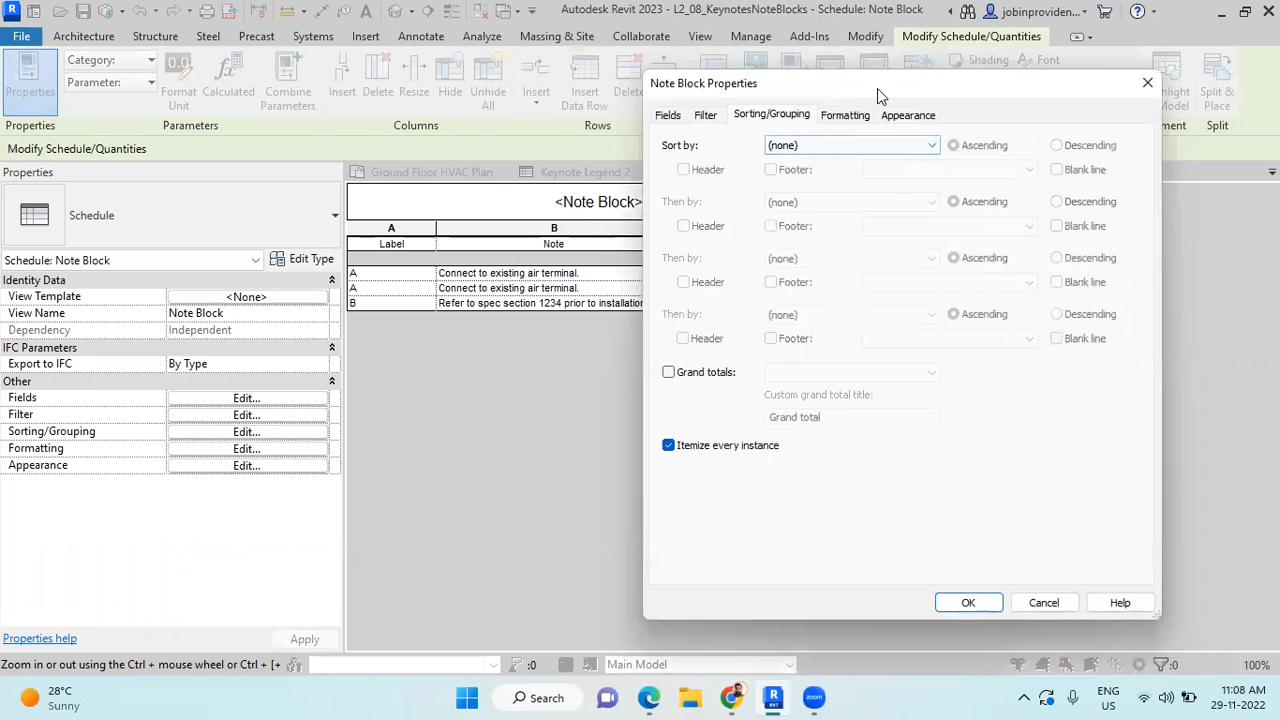 Autodesk Revit 2023 - L2_08_KeynotesNoteBlocks - Schedule: Note Block
jobinproviden...
File Architecture Structure Steel Precast Systems Insert Annotate Analyze Massing & Site Collaborate View Manage Add-Ins Modify Modify Schedule/Quantities
Properties
Category:
Parameter:
Format Unit
Calculated
Combine Parameters
Insert
Delete
Resize
Hide
Unhide All
Insert
Insert Data Row
Shading
Font
Split & Place
Properties Parameters Columns Rows Split
Modify Schedule/Quantities
Properties
Schedule
Schedule: Note Block
Edit Type
Identity Data
View Template <None>
View Name Note Block
Dependency Independent
IFC Parameters
Export to IFC By Type
Other
Fields Edit...
Filter Edit...
Sorting/Grouping Edit...
Formatting Edit...
Appearance Edit...
Properties help
Apply
Ground Floor HVAC Plan
Keynote Legend 2
<Note Block>
A B
Label Note
A Connect to existing air terminal.
A Connect to existing air terminal.
B Refer to spec section 1234 prior to installation
Note Block Properties
Fields Filter Sorting/Grouping Formatting Appearance
Sort by: (none) Ascending Descending
Header Footer: Blank line
Then by: (none) Ascending Descending
Header Footer: Blank line
Then by: (none) Ascending Descending
Header Footer: Blank line
Then by: (none) Ascending Descending
Header Footer: Blank line
Grand totals:
Custom grand total title:
Grand total
Itemize every instance
OK Cancel Help
Zoom in or out using the Ctrl + mouse wheel or Ctrl + [+
:0
Main Model
:0
100%
28°C
Sunny
Search
zoom
ENG
US
11:08 AM
29-11-2022